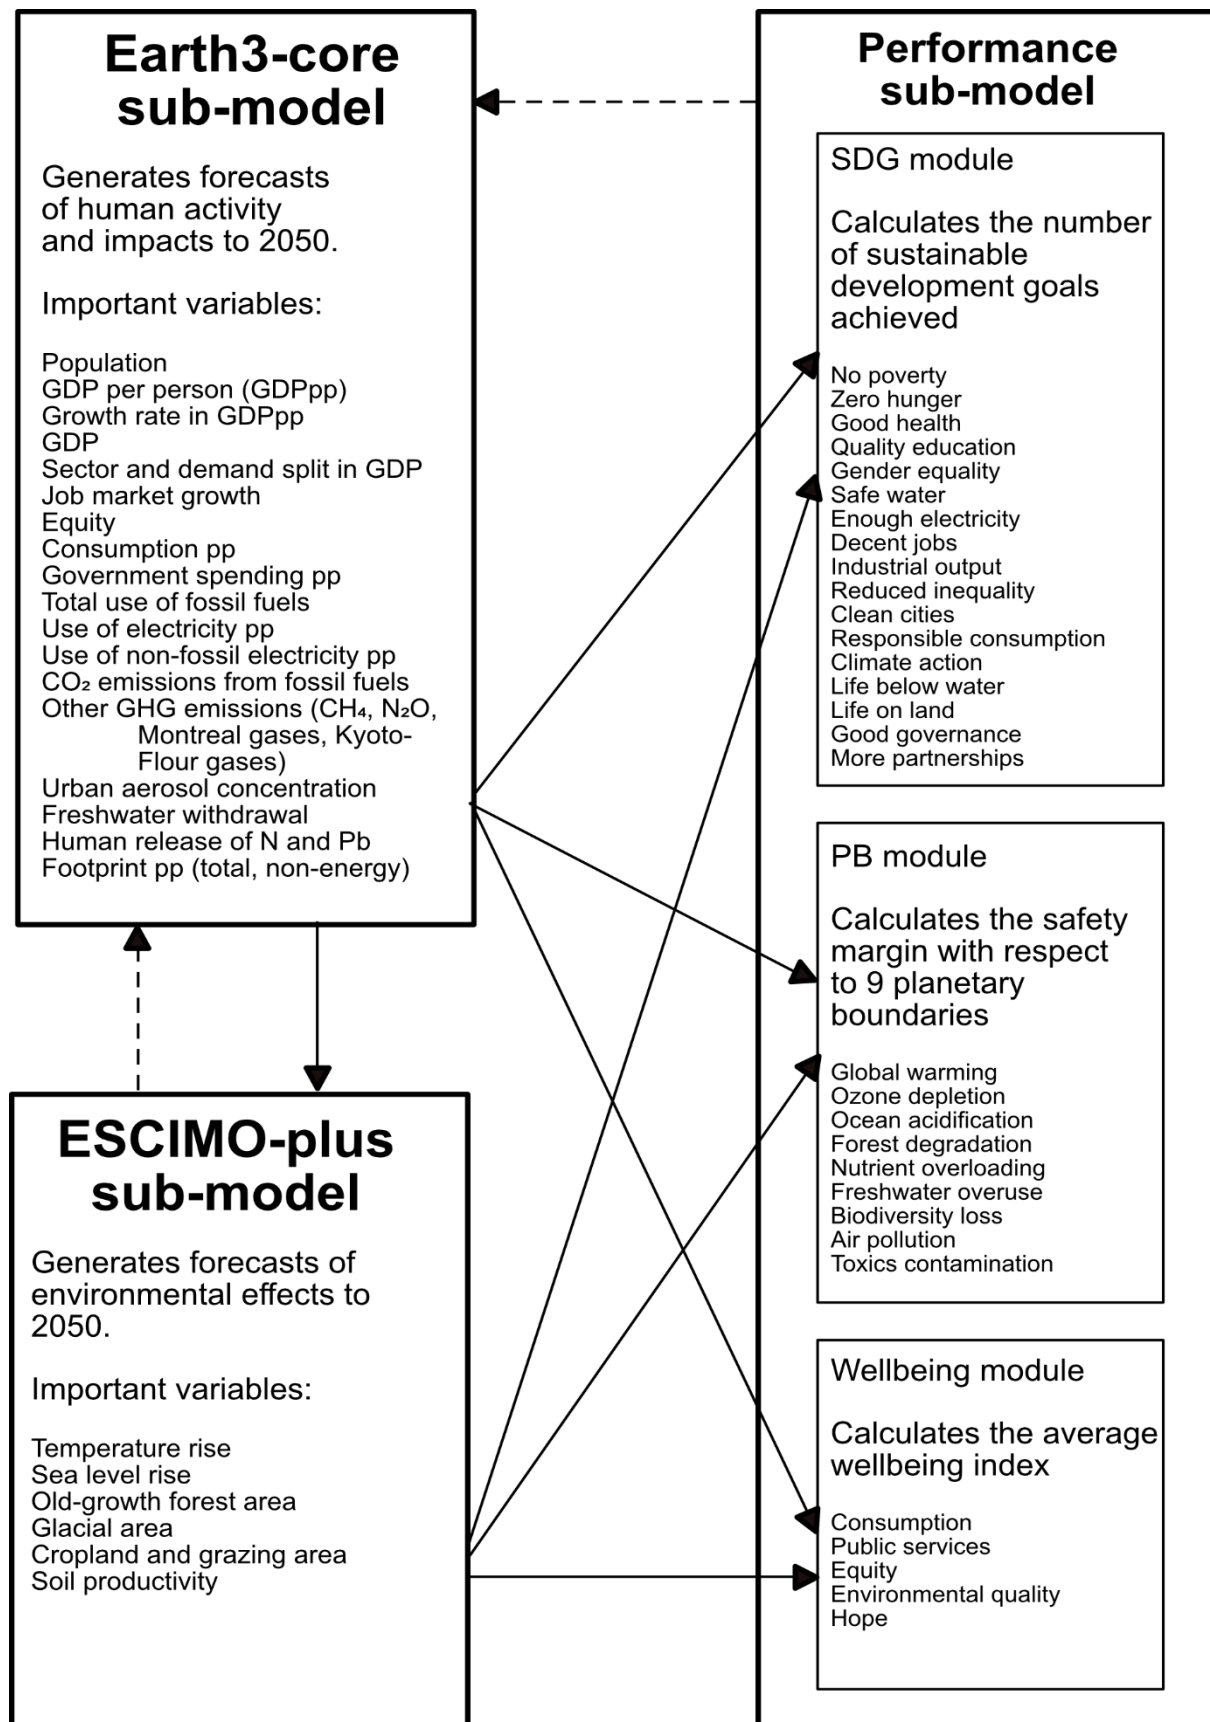 Earth3-core
sub-model
Generates forecasts
of human activity
and impacts to 2050.
Important variables:
Population
GDP per person (GDPpp)
Growth rate in GDPpp
GDP
Sector and demand split in GDP
Job market growth
Equity
Consumption pp
Government spending pp
Total use of fossil fuels
Use of electricity pp
Use of non-fossil electricity pp
CO₂ emissions from fossil fuels
Other GHG emissions (CH₄, N₂O,
Montreal gases, Kyoto-
Flour gases)
Urban aerosol concentration
Freshwater withdrawal
Human release of N and Pb
Footprint pp (total, non-energy)
ESCIMO-plus
sub-model
Generates forecasts of
environmental effects to
2050.
Important variables:
Temperature rise
Sea level rise
Old-growth forest area
Glacial area
Cropland and grazing area
Soil productivity
Performance
sub-model
SDG module
Calculates the number
of sustainable
development goals
achieved
No poverty
Zero hunger
Good health
Quality education
Gender equality
Safe water
Enough electricity
Decent jobs
Industrial output
Reduced inequality
Clean cities
Responsible consumption
Climate action
Life below water
Life on land
Good governance
More partnerships
PB module
Calculates the safety
margin with respect
to 9 planetary
boundaries
Global warming
Ozone depletion
Ocean acidification
Forest degradation
Nutrient overloading
Freshwater overuse
Biodiversity loss
Air pollution
Toxics contamination
Wellbeing module
Calculates the average
wellbeing index
Consumption
Public services
Equity
Environmental quality
Hope